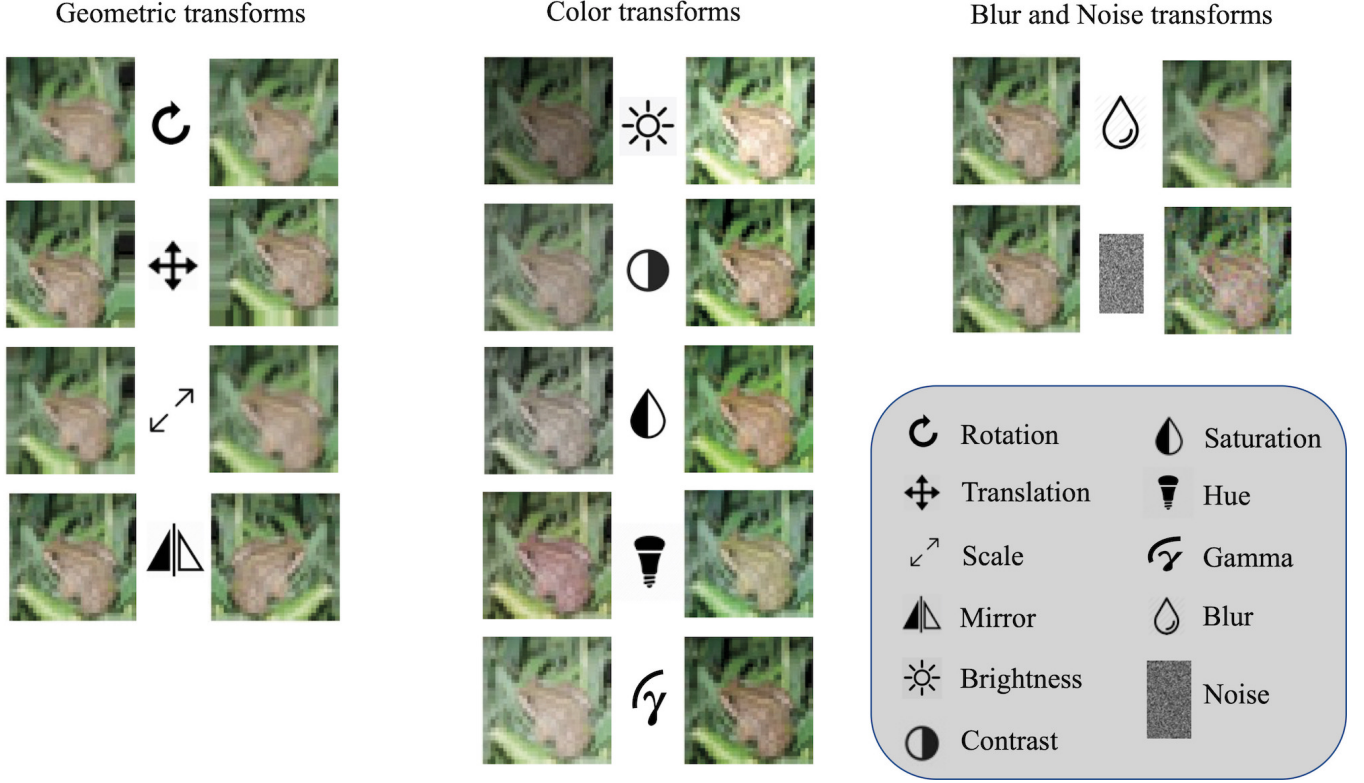 Geometric transforms
Color transforms
Blur and Noise transforms
γ
Rotation
Translation
Scale
Mirror
Brightness
Contrast
Saturation
Hue
γ Gamma
Blur
Noise